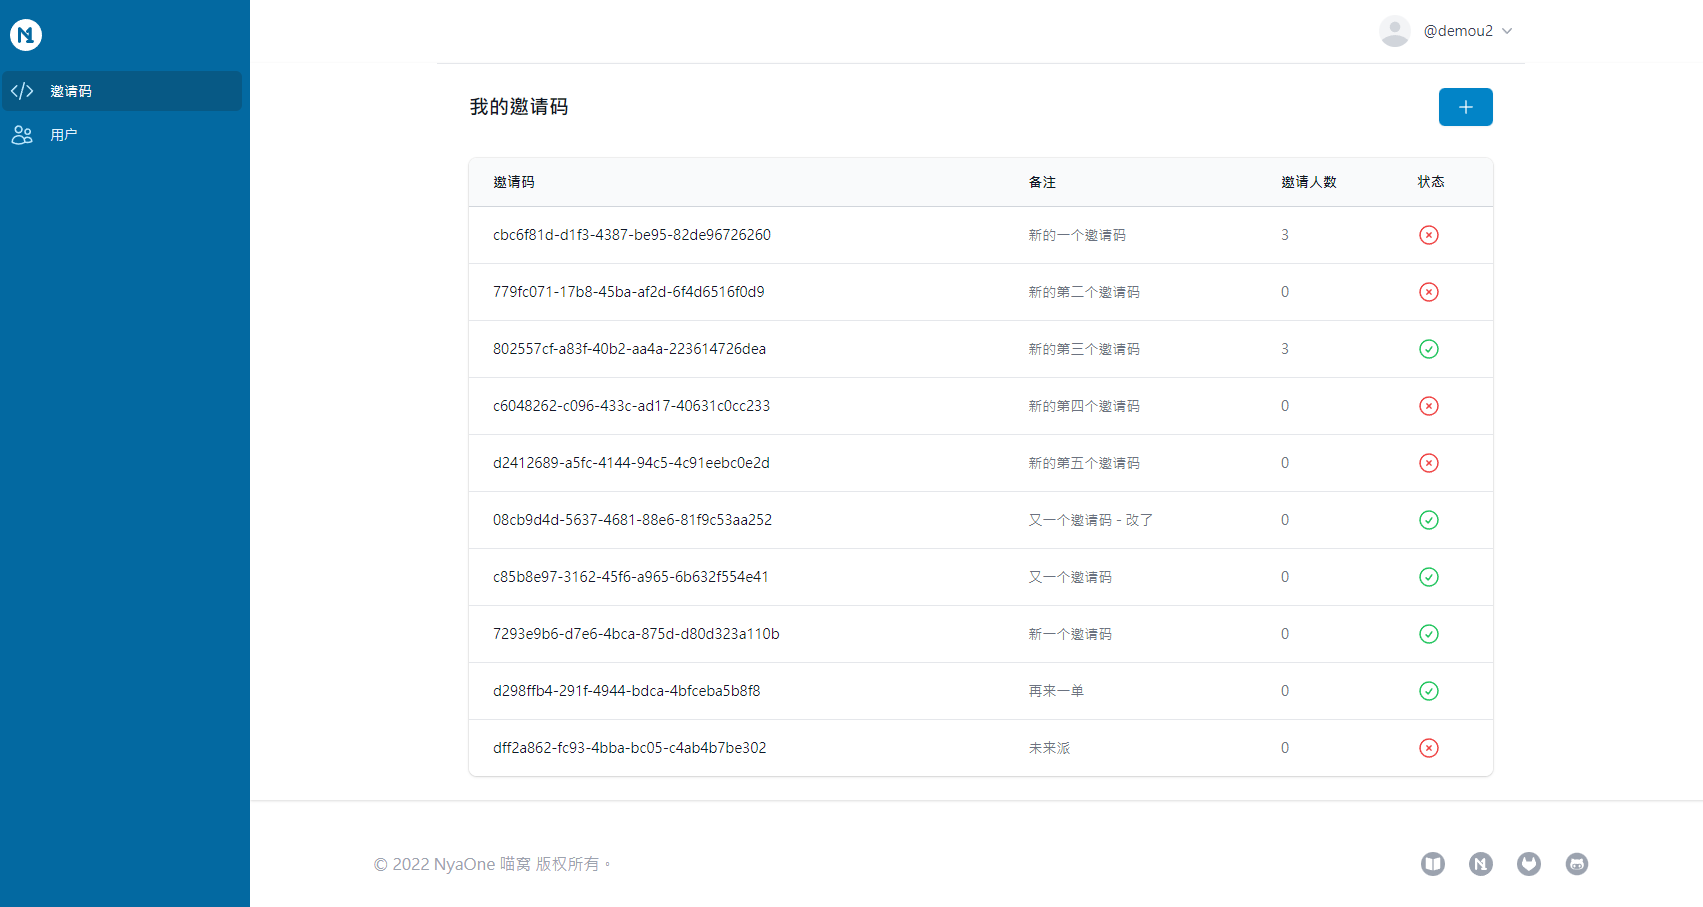 @demou2
邀请码
用户
我的邀请码
邀请码 备注 邀请人数 状态
cbc6f81d-d1f3-4387-be95-82de96726260 新的一个邀请码 3
779fc071-17b8-45ba-af2d-6f4d6516f0d9 新的第二个邀请码 0
802557cf-a83f-40b2-aa4a-223614726dea 新的第三个邀请码 3
c6048262-c096-433c-ad17-40631c0cc233 新的第四个邀请码 0
d2412689-a5fc-4144-94c5-4c91eebc0e2d 新的第五个邀请码 0
08cb9d4d-5637-4681-88e6-81f9c53aa252 又一个邀请码 - 改了 0
c85b8e97-3162-45f6-a965-6b632f554e41 又一个邀请码 0
7293e9b6-d7e6-4bca-875d-d80d323a110b 新一个邀请码 0
d298ffb4-291f-4944-bdca-4bfceba5b8f8 再来一单 0
dff2a862-fc93-4bba-bc05-c4ab4b7be302 未来派 0
© 2022 NyaOne 喵窝 版权所有。